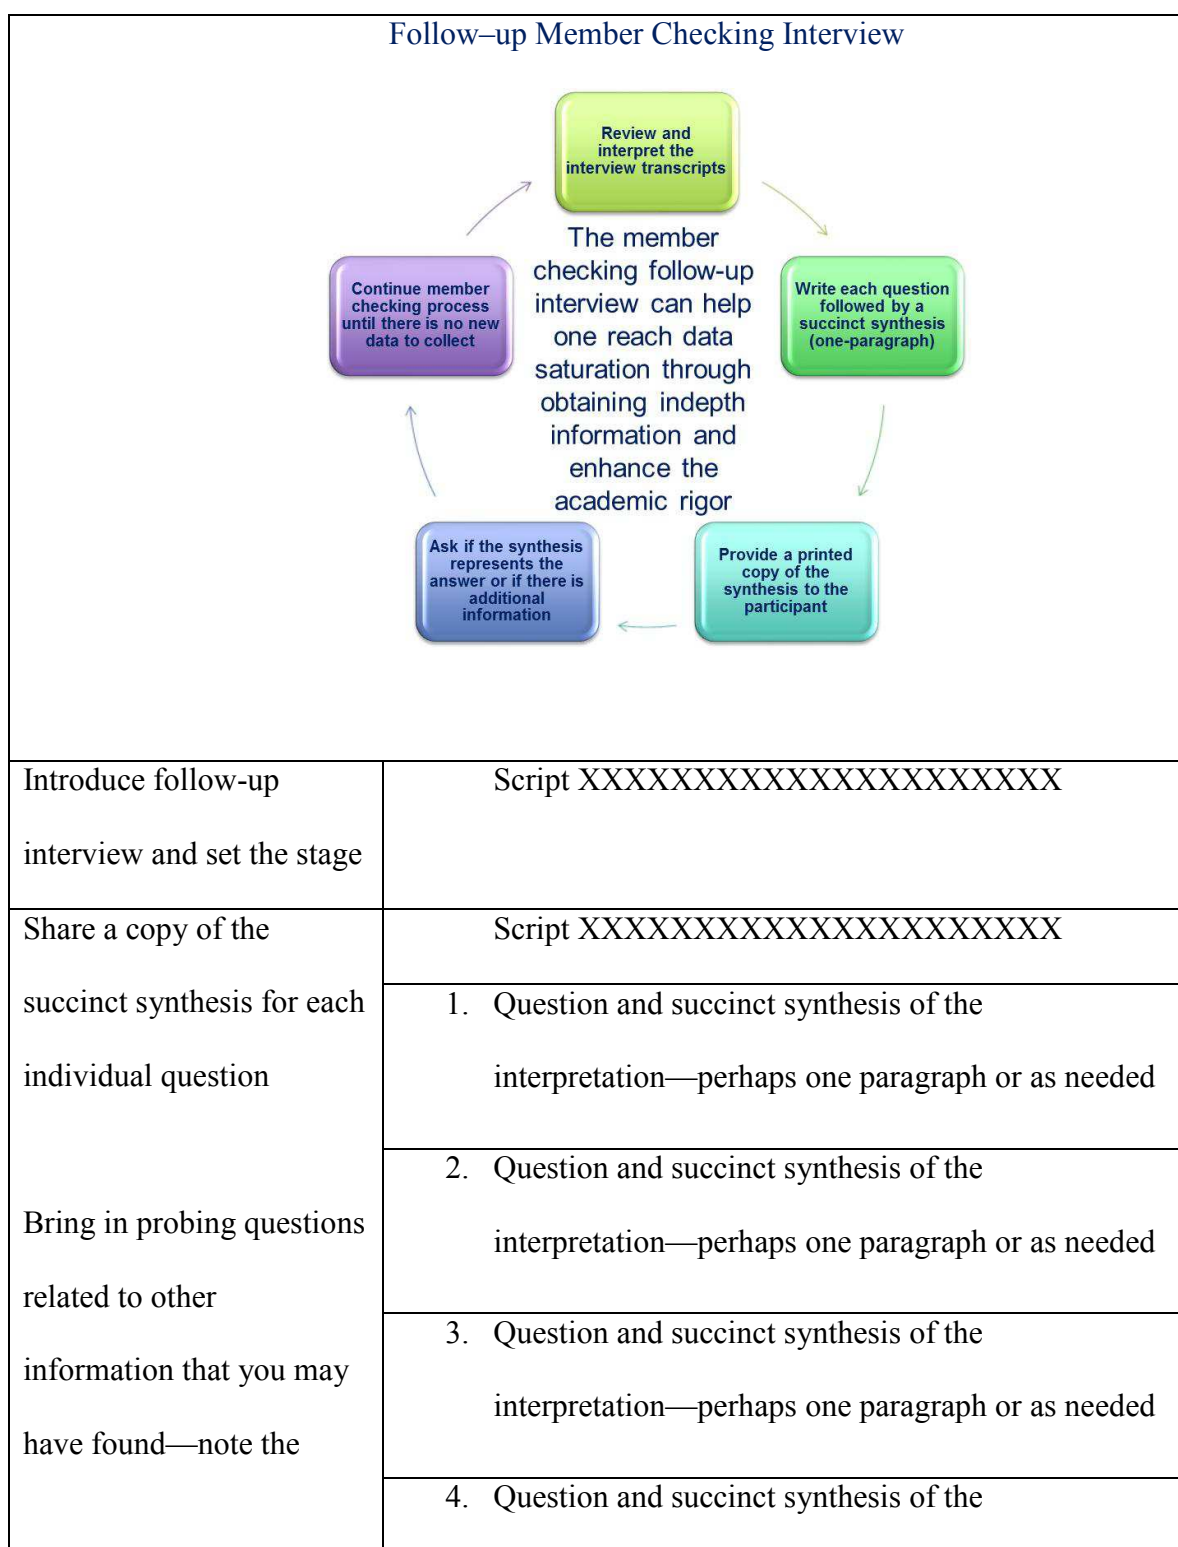 Follow–up Member Checking Interview
Review and
interpret the
interview transcripts
Write each question
followed by a
succinct synthesis
(one-paragraph)
Provide a printed
copy of the
synthesis to the
participant
Ask if the synthesis
represents the
answer or if there is
additional
information
Continue member
checking process
until there is no new
data to collect
The member
checking follow-up
interview can help
one reach data
saturation through
obtaining indepth
information and
enhance the
academic rigor
Introduce follow-up
interview and set the stage
Script XXXXXXXXXXXXXXXXXXXXX
Share a copy of the
succinct synthesis for each
individual question
Bring in probing questions
related to other
information that you may
have found—note the
Script XXXXXXXXXXXXXXXXXXXXX
1. Question and succinct synthesis of the
interpretation—perhaps one paragraph or as needed
2. Question and succinct synthesis of the
interpretation—perhaps one paragraph or as needed
3. Question and succinct synthesis of the
interpretation—perhaps one paragraph or as needed
4. Question and succinct synthesis of the